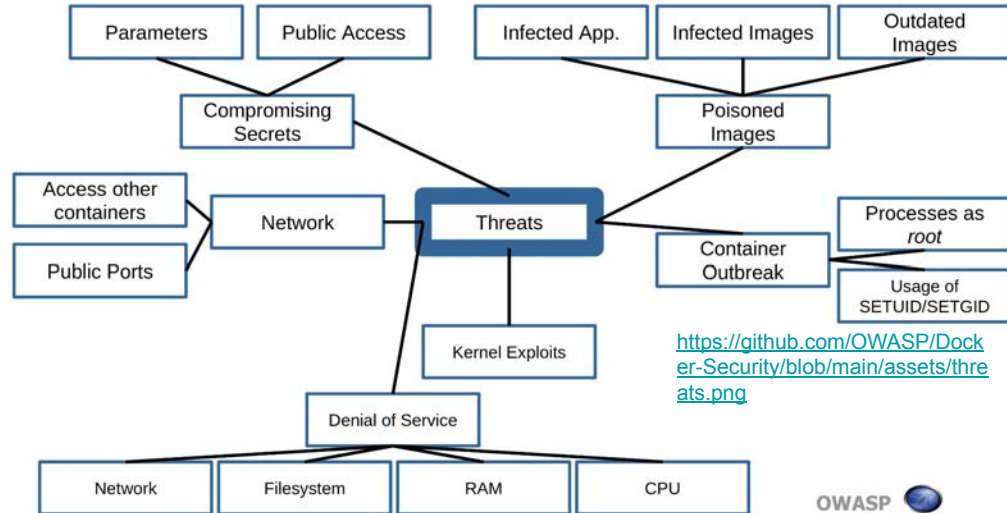 Parameters
Public Access
Infected App.
Infected Images
Outdated
Images
Compromising
Secrets
Poisoned
Images
Access other
containers
Network
Threats
Processes as
root
Public Ports
Container
Outbreak
Usage of
SETUID/SETGID
Kernel Exploits
https://github.com/OWASP/Dock
er-Security/blob/main/assets/thre
ats.png
Denial of Service
Network
Filesystem
RAM
CPU
OWASP